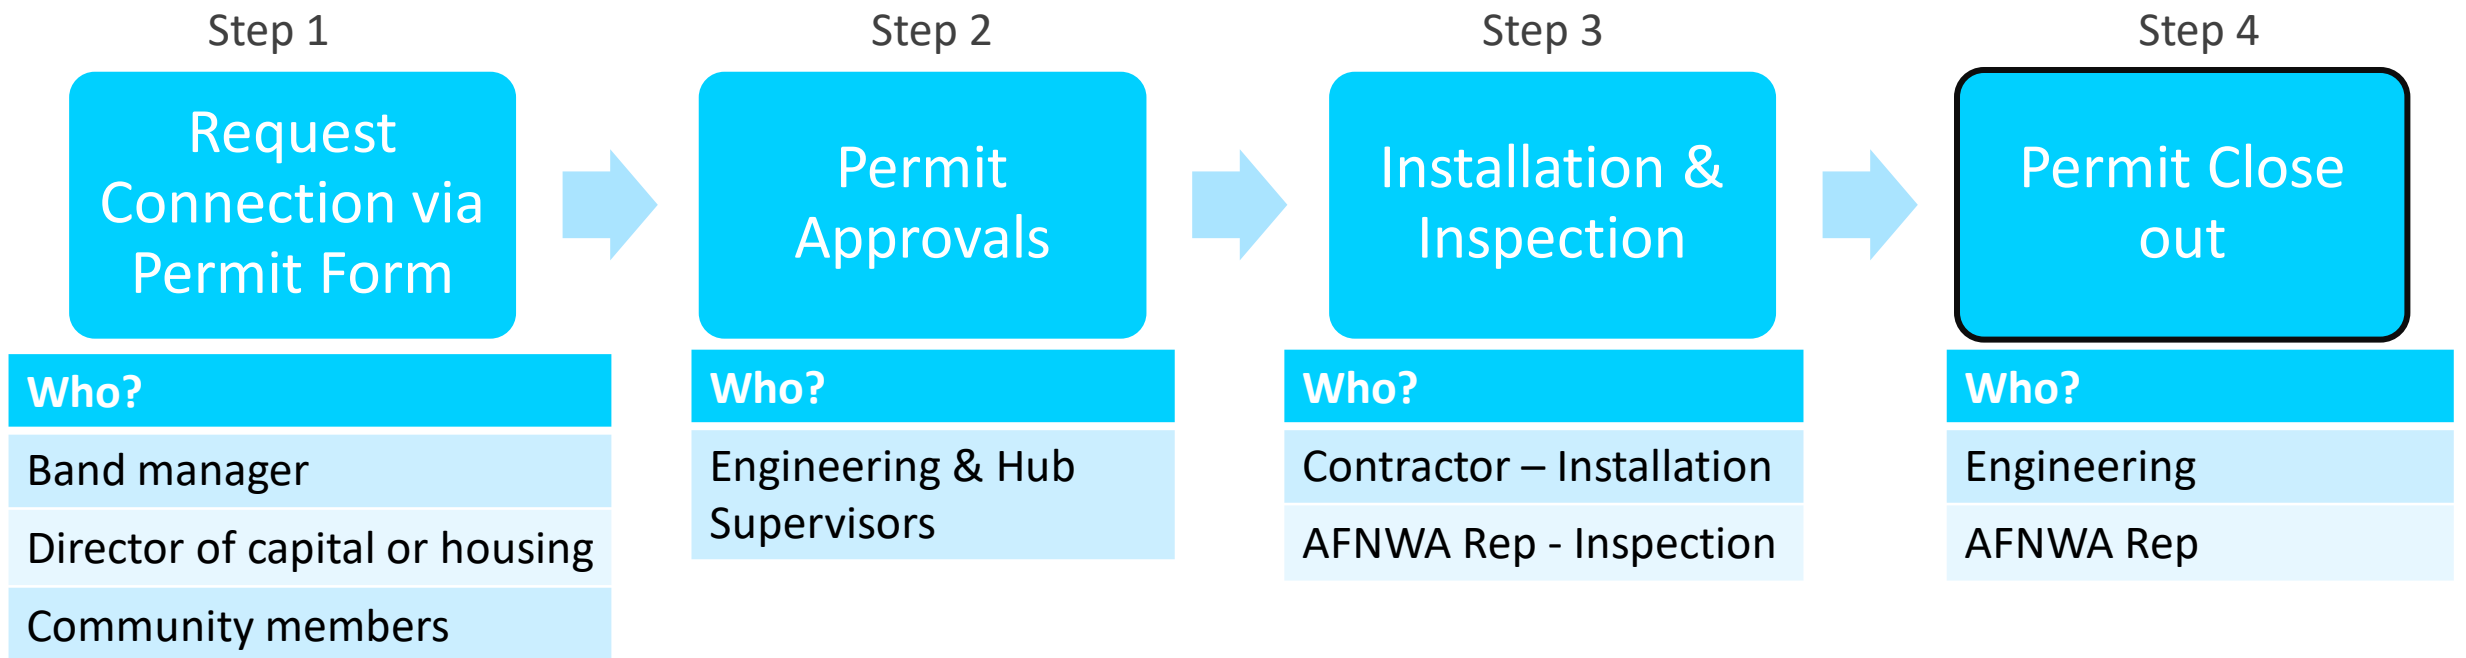 Step 1
Request
Connection via
Permit Form
Who?
Band manager
Director of capital or housing
Community members
Step 2
Permit
Approvals
Who?
Engineering & Hub
Supervisors
Step 3
Installation &
Inspection
Who?
Contractor – Installation
AFNWA Rep - Inspection
Step 4
Permit Close
out
Who?
Engineering
AFNWA Rep